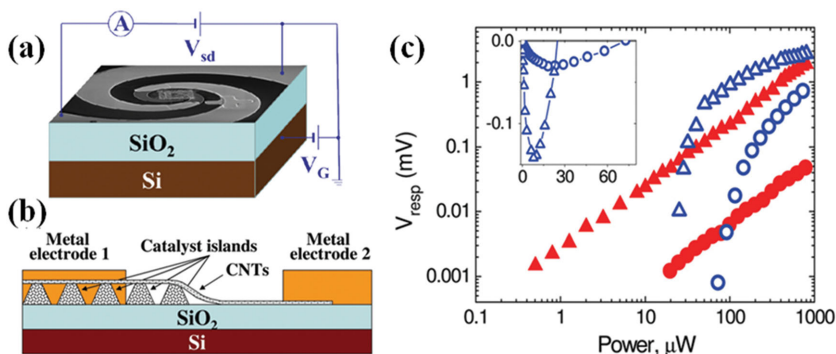 (a)
A
V_sd
SiO₂
Si
V_G
(b)
Metal
electrode 1
Catalyst islands
CNTs
Metal
electrode 2
SiO₂
Si
(c)
V_resp (mV)
1
0.1
0.01
0.001
0.0
-0.1
0 30 60
0.1 1 10 100 1000
Power, μW